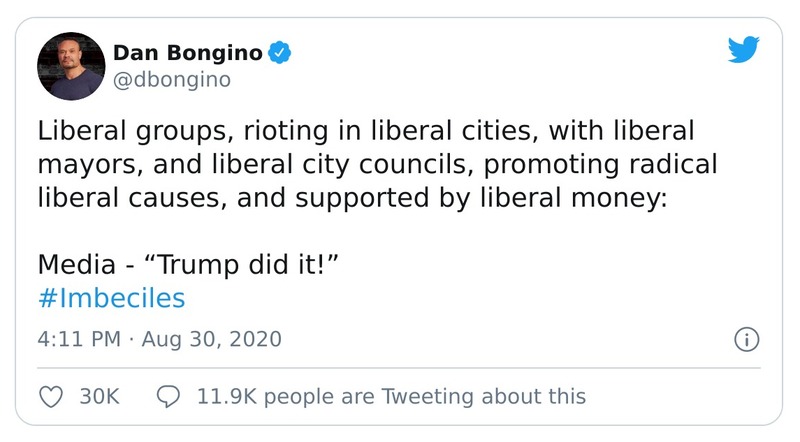 Dan Bongino
@dbongino
Liberal groups, rioting in liberal cities, with liberal
mayors, and liberal city councils, promoting radical
liberal causes, and supported by liberal money:
Media - “Trump did it!”
#Imbeciles
4:11 PM · Aug 30, 2020
30K 11.9K people are Tweeting about this